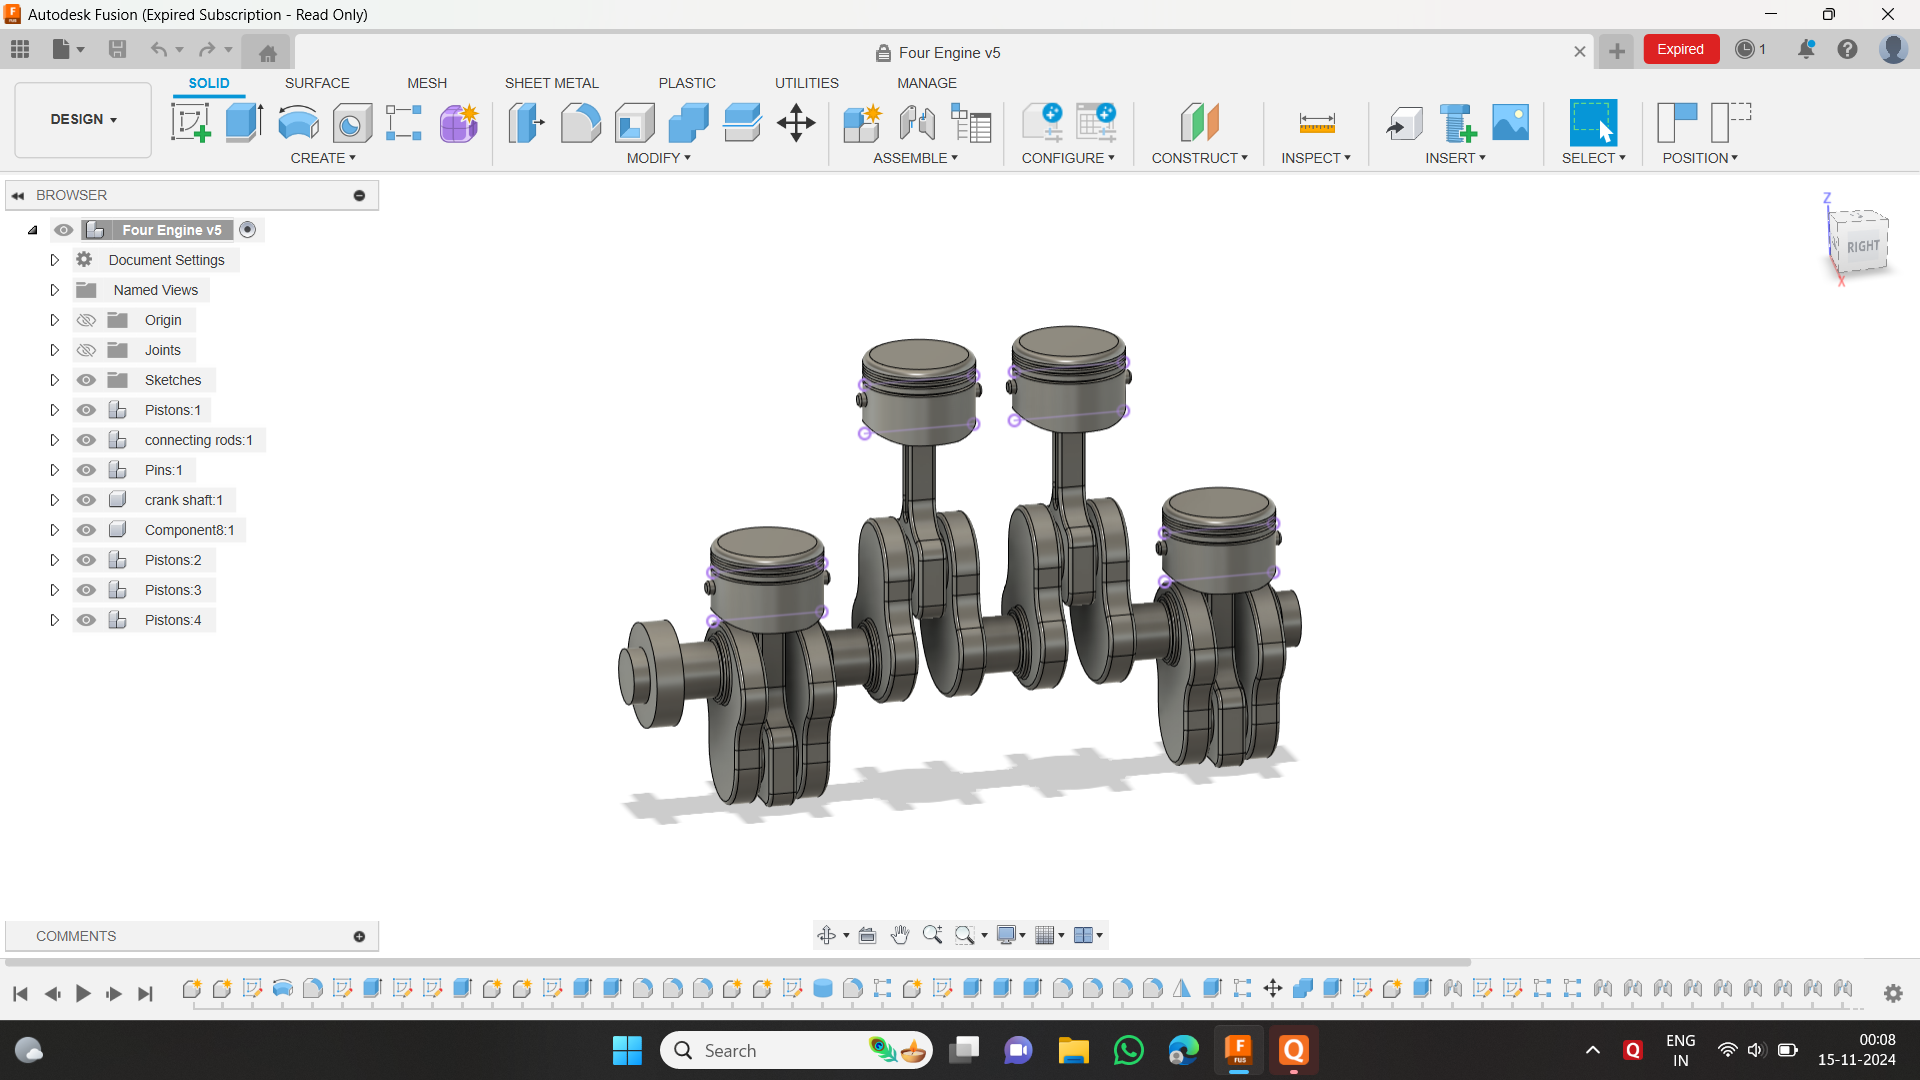 Autodesk Fusion (Expired Subscription - Read Only)
Four Engine v5
Expired
1
SOLID
SURFACE
MESH
SHEET METAL
PLASTIC
UTILITIES
MANAGE
DESIGN
CREATE
MODIFY
ASSEMBLE
CONFIGURE
CONSTRUCT
INSPECT
INSERT
SELECT
POSITION
BROWSER
Four Engine v5
Document Settings
Named Views
Origin
Joints
Sketches
Pistons:1
connecting rods:1
Pins:1
crank shaft:1
Component8:1
Pistons:2
Pistons:3
Pistons:4
Z
RIGHT
X
COMMENTS
Search
F
FUS
ENG
IN
00:08
15-11-2024